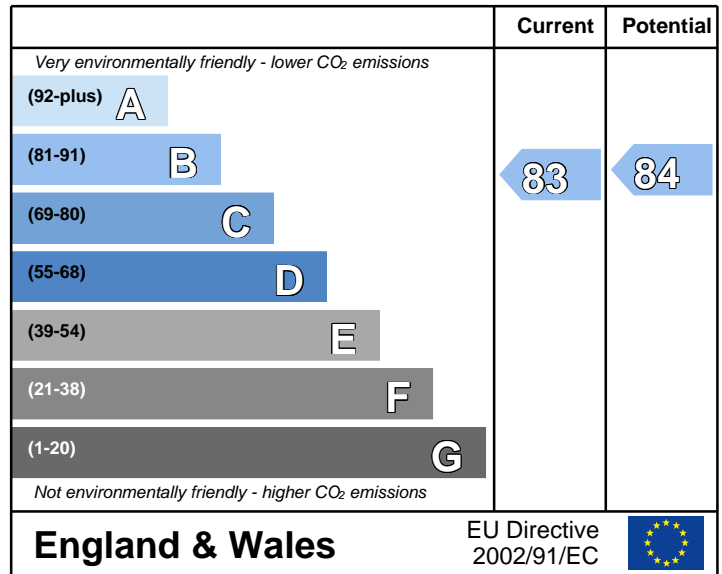 Current Potential
Very environmentally friendly - lower CO₂ emissions
(92-plus) A
(81-91) B
83 84
(69-80) C
(55-68) D
(39-54) E
(21-38) F
(1-20) G
Not environmentally friendly - higher CO₂ emissions
England & Wales
EU Directive
2002/91/EC